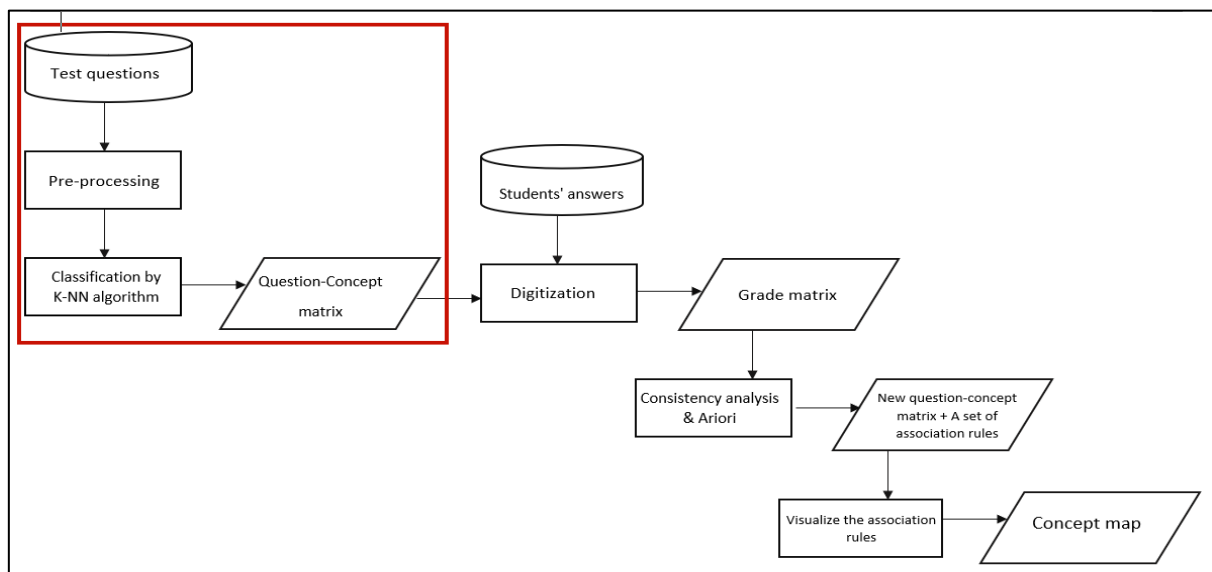 Test questions
Pre-processing
Classification by
K-NN algorithm
Question-Concept
matrix
Students' answers
Digitization
Grade matrix
Consistency analysis
& Ariori
New question-concept
matrix + A set of
association rules
Visualize the association
rules
Concept map